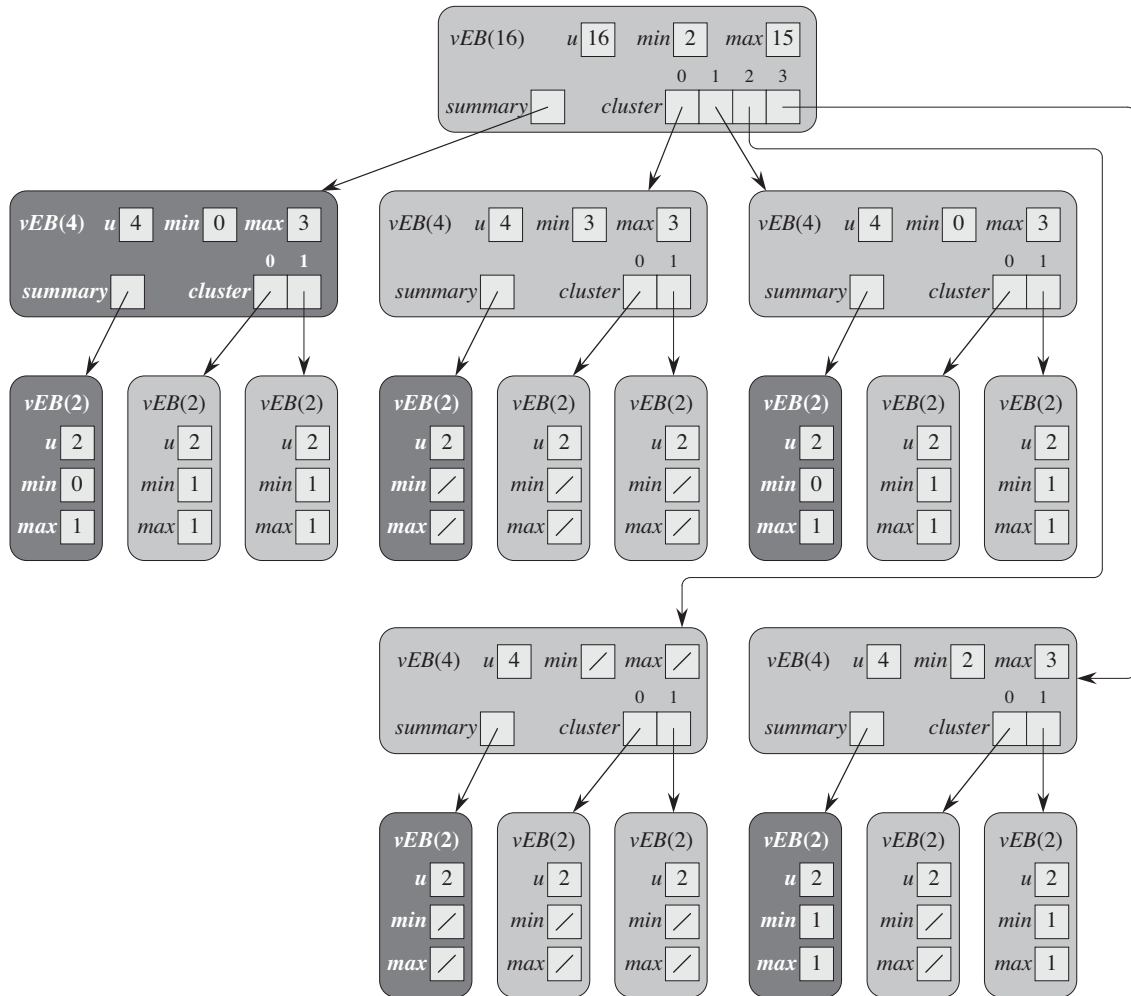 vEB(16) u 16 min 2 max 15
0 1 2 3
summary cluster
vEB(4) u 4 min 0 max 3
0 1
summary cluster
vEB(4) u 4 min 3 max 3
0 1
summary cluster
vEB(4) u 4 min 0 max 3
0 1
summary cluster
vEB(2)
u 2
min 0
max 1
vEB(2)
u 2
min 1
max 1
vEB(2)
u 2
min 1
max 1
vEB(2)
u 2
min /
max /
vEB(2)
u 2
min /
max /
vEB(2)
u 2
min /
max /
vEB(2)
u 2
min 0
max 1
vEB(2)
u 2
min 1
max 1
vEB(2)
u 2
min 1
max 1
vEB(4) u 4 min / max /
0 1
summary cluster
vEB(4) u 4 min 2 max 3
0 1
summary cluster
vEB(2)
u 2
min /
max /
vEB(2)
u 2
min /
max /
vEB(2)
u 2
min /
max /
vEB(2)
u 2
min 1
max 1
vEB(2)
u 2
min /
max /
vEB(2)
u 2
min 1
max 1